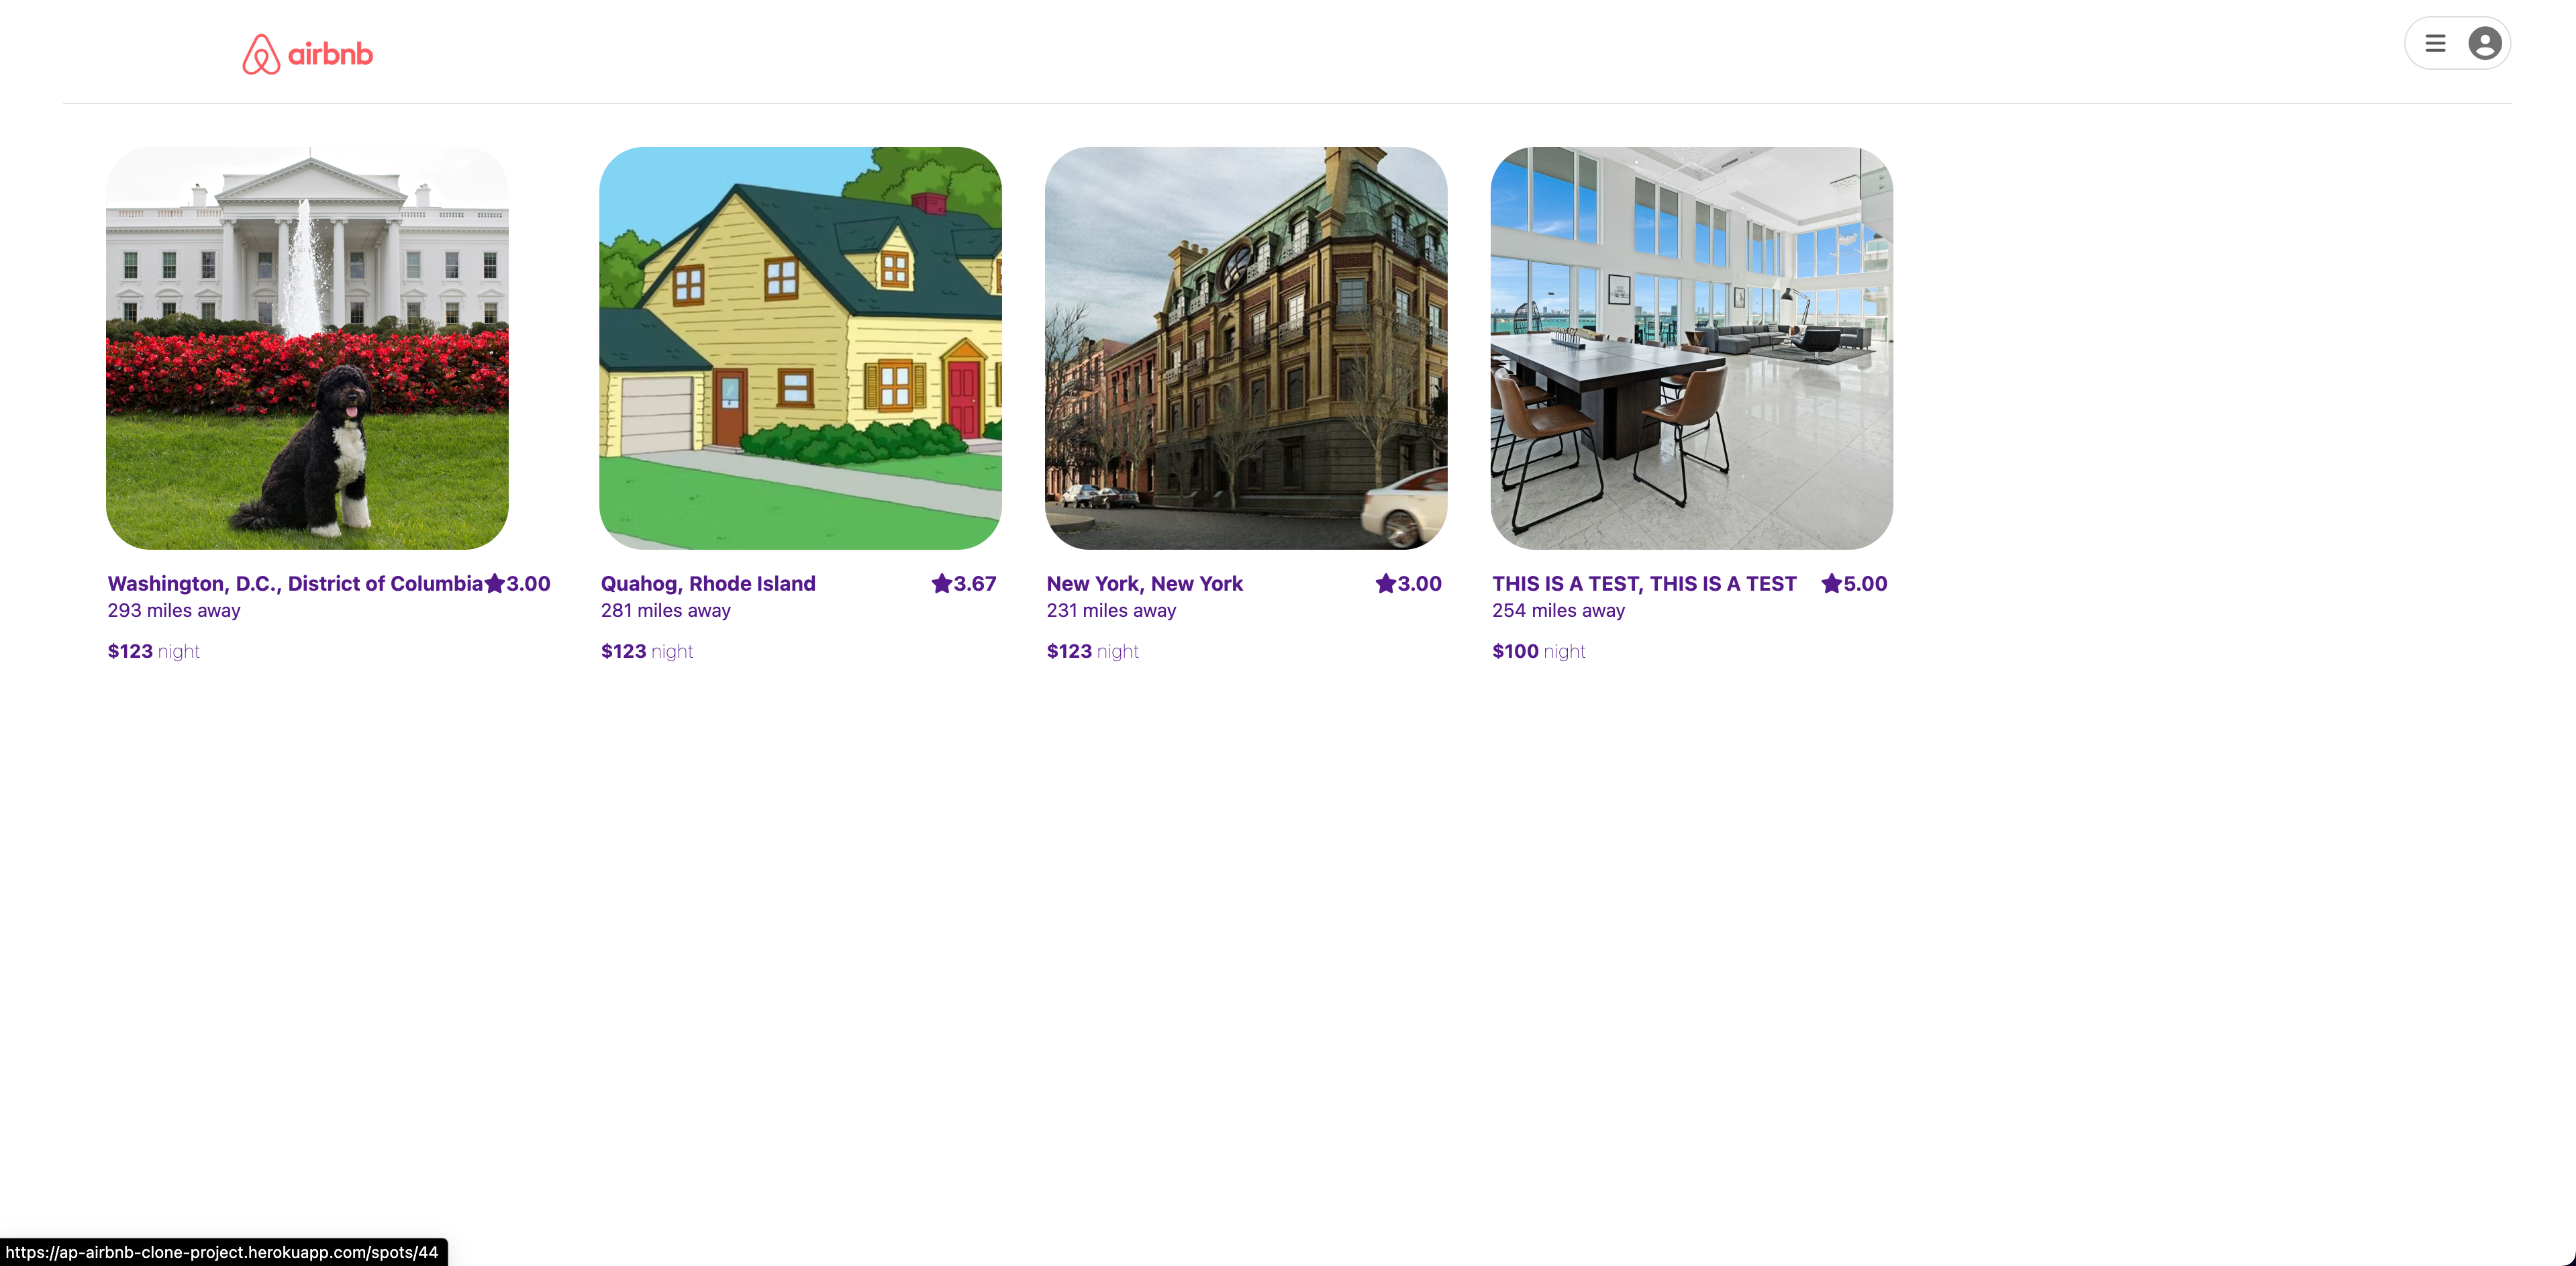 airbnb
Washington, D.C., District of Columbia★3.00
293 miles away
$123 night
Quahog, Rhode Island ★3.67
281 miles away
$123 night
New York, New York ★3.00
231 miles away
$123 night
THIS IS A TEST, THIS IS A TEST ★5.00
254 miles away
$100 night
https://ap-airbnb-clone-project.herokuapp.com/spots/44